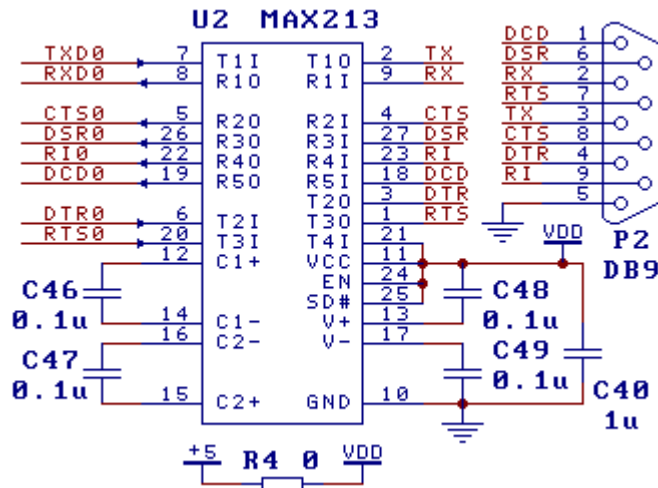 U2 MAX213
TXD0 7 T1I T1O 2 TX
RXD0 8 R1O R1I 9 RX
CTS0 5 R2O R2I 4 CTS
DSR0 26 R3O R3I 27 DSR
RI0 22 R4O R4I 23 RI
DCD0 19 R5O R5I 18 DCD
T2O 3 DTR
DTR0 6 T2I T3O 1 RTS
RTS0 20 T3I T4I 21
12 C1+ VCC 11
EN 24
SD# 25
C46 0.1u
14 C1- V+ 13
C48 0.1u
16 C2- V- 17
C47 0.1u
C49 0.1u
15 C2+ GND 10
DCD 1
DSR 6
RX 2
RTS 7
TX 3
CTS 8
DTR 4
RI 9
5
P2
DB9
VDD
C40
1u
+5 R4 0 VDD